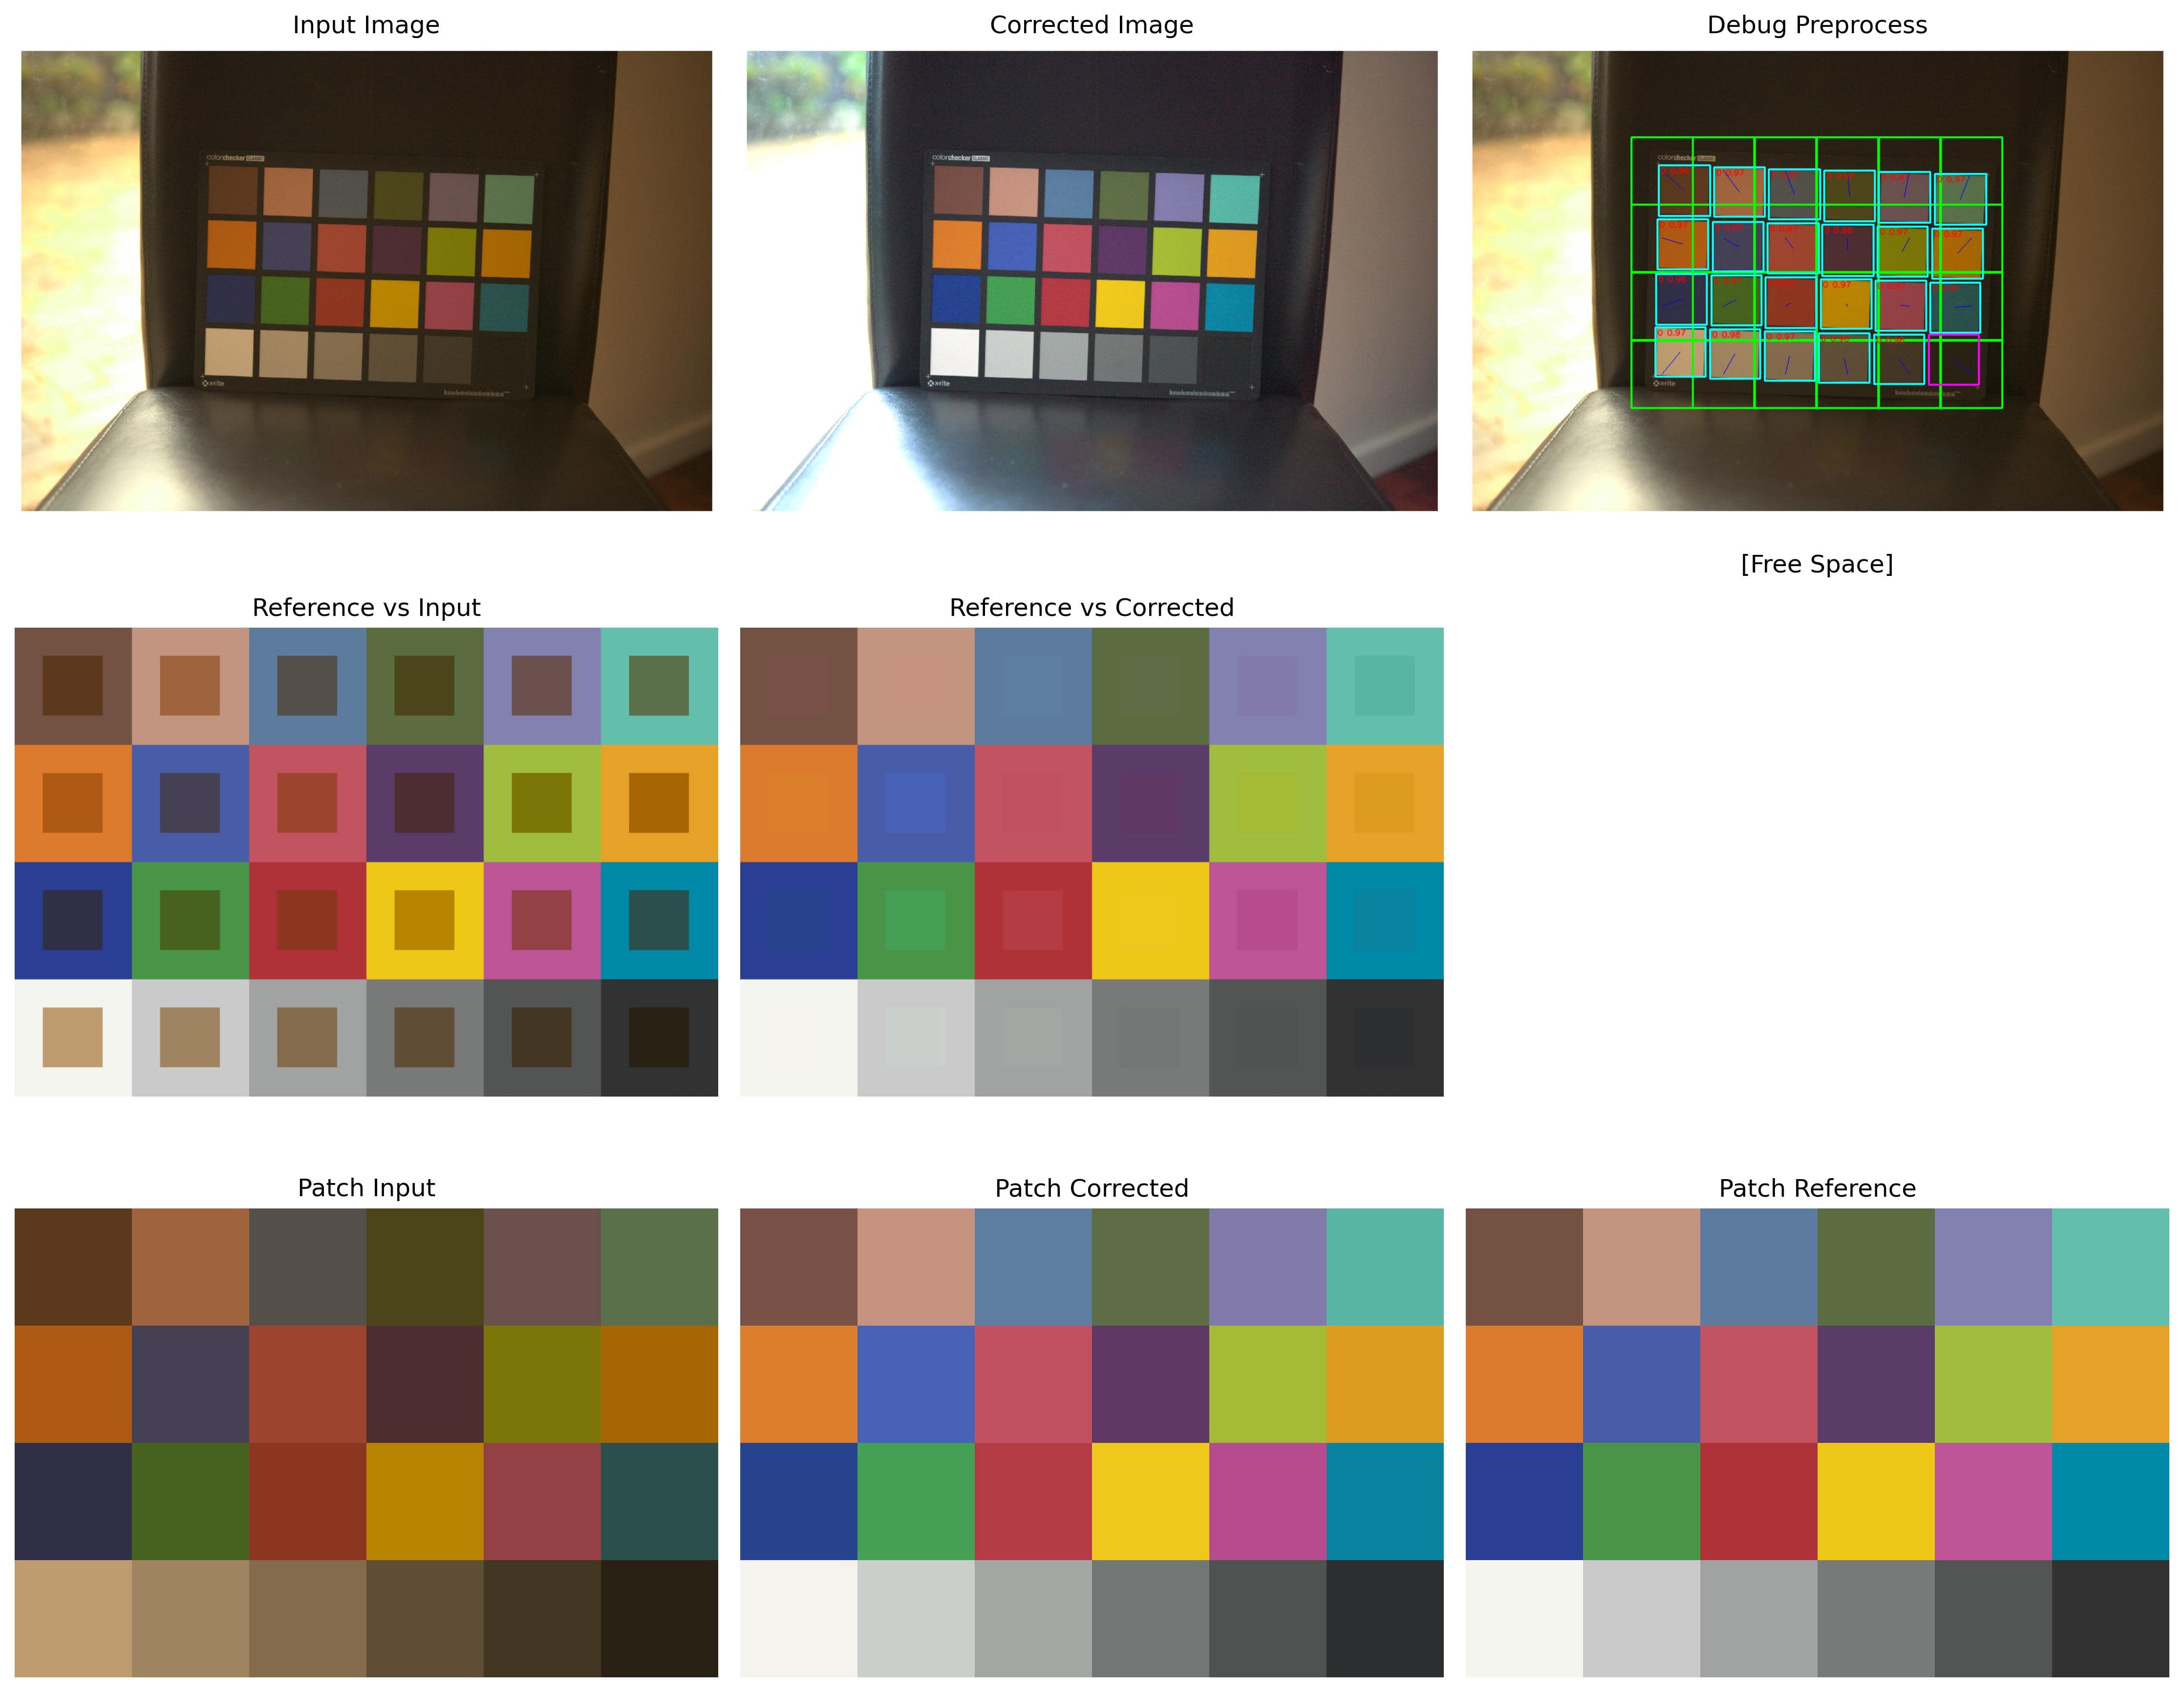 Input Image
Corrected Image
Debug Preprocess
colorchecker CLASSIC
x-rite
colorchecker CLASSIC
x-rite
colorchecker CLASSIC
0 0.97
0 0.97
0 0.97
0 0.98
0 0.97
x-rite
[Free Space]
Reference vs Input
Reference vs Corrected
Patch Input
Patch Corrected
Patch Reference